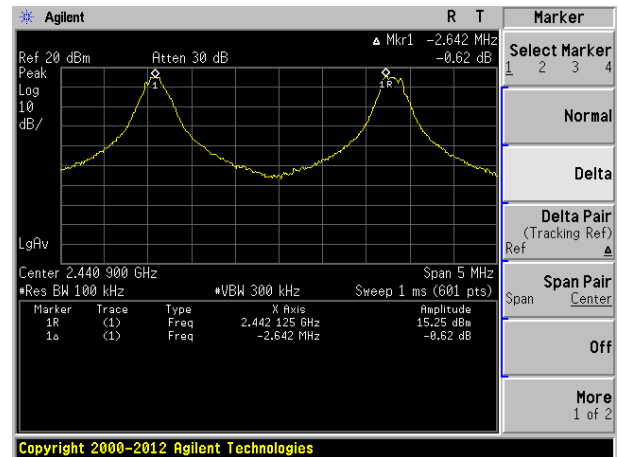 Agilent R T
Marker
Δ Mkr1 -2.642 MHz
Ref 20 dBm Atten 30 dB -0.62 dB
Peak
Log
10
dB/
1
1R
LgAv
Center 2.440 900 GHz Span 5 MHz
#Res BW 100 kHz #VBW 300 kHz Sweep 1 ms (601 pts)
Marker Trace Type X Axis Amplitude
1R (1) Freq 2.442 125 GHz 15.25 dBm
1Δ (1) Freq -2.642 MHz -0.62 dB
Select Marker
1 2 3 4
Normal
Delta
Delta Pair
(Tracking Ref)
Ref Δ
Span Pair
Span Center
Off
More
1 of 2
Copyright 2000-2012 Agilent Technologies